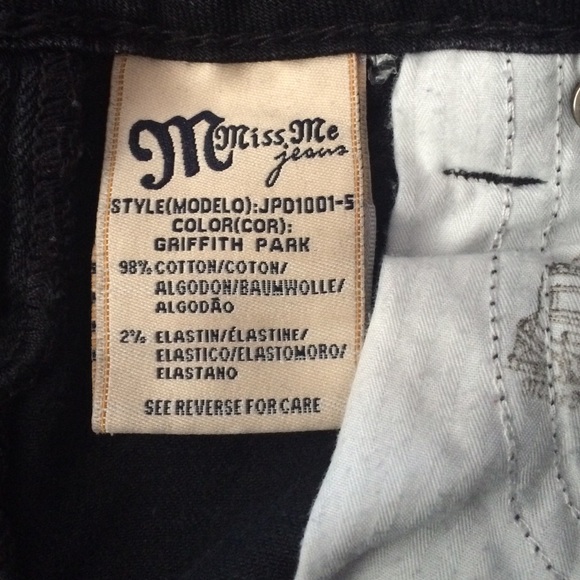 M Miss Me
jeans
STYLE(MODELO):JPD1001-5
COLOR(COR):
GRIFFITH PARK
98% COTTON/COTON/
ALGODON/BAUMWOLLE/
ALGODÃO
2% ELASTIN/ÉLASTINE/
ELASTICO/ELASTOMORO/
ELASTANO
SEE REVERSE FOR CARE